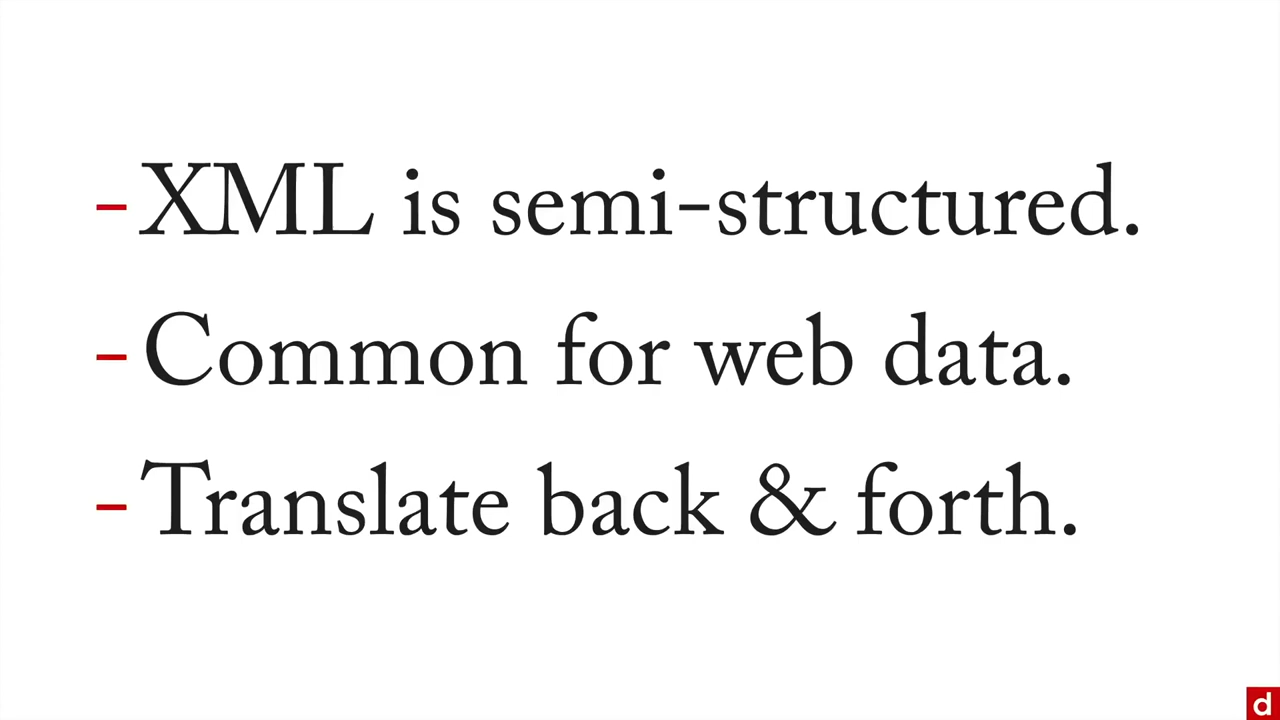 -XML is semi-structured.
-Common for web data.
-Translate back & forth.
d